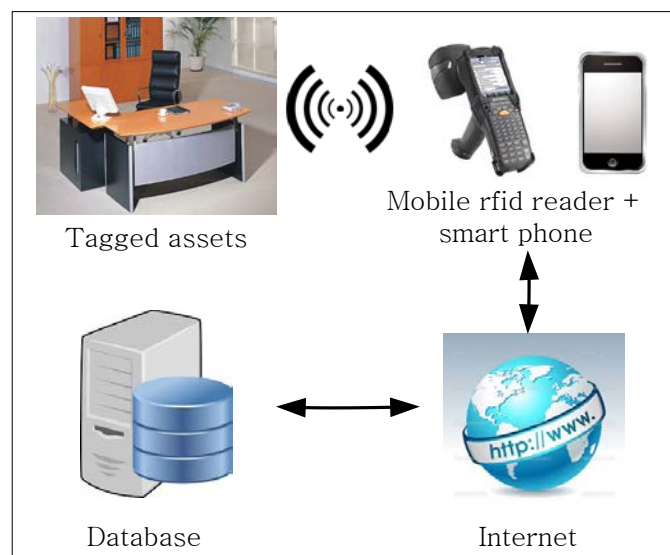 Tagged assets
Mobile rfid reader +
smart phone
http://www.
Database
Internet